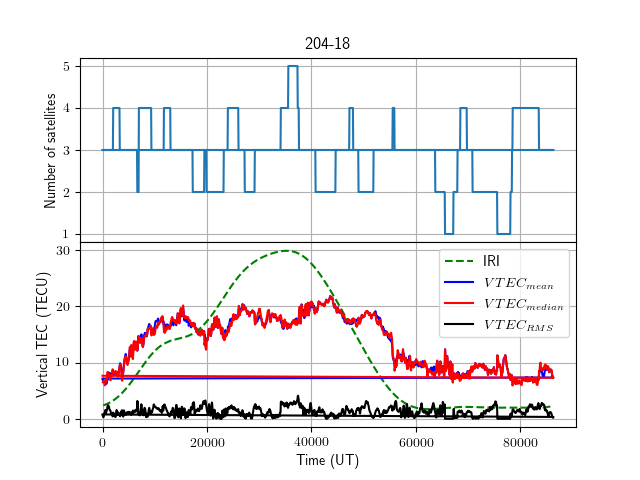 204-18
Number of satellites
5
4
3
2
1
Vertical TEC (TECU)
30
20
10
0
IRI
VTEC_mean
VTEC_median
VTEC_RMS
0 20000 40000 60000 80000
Time (UT)